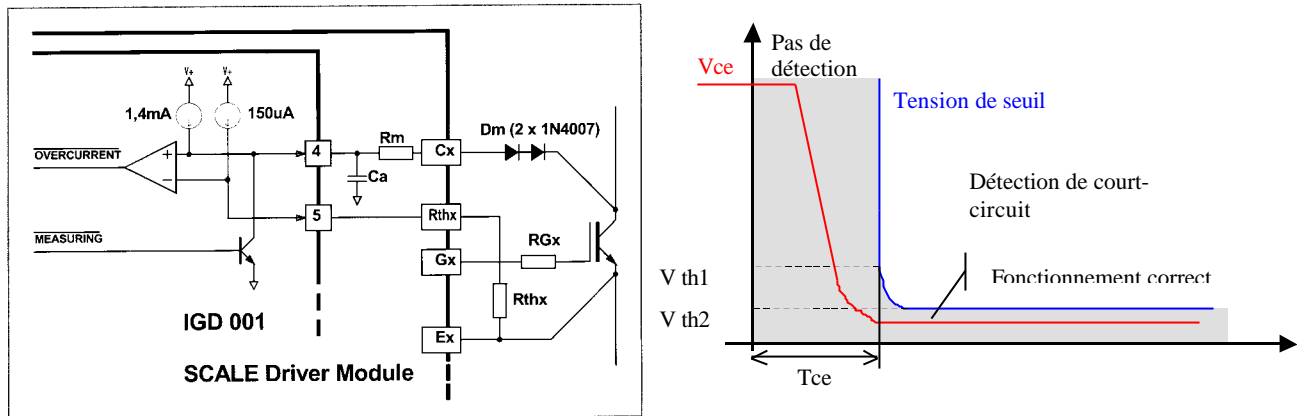 V+
V+
1,4mA
150uA
OVERCURRENT
+
-
4
Rm
Cx
Dm (2 x 1N4007)
Ca
5
Rthx
MEASURING
Gx
RGx
Rthx
IGD 001
Ex
SCALE Driver Module
Pas de
détection
Vce
Tension de seuil
Détection de court-
circuit
V th1
Fonctionnement correct
V th2
Tce